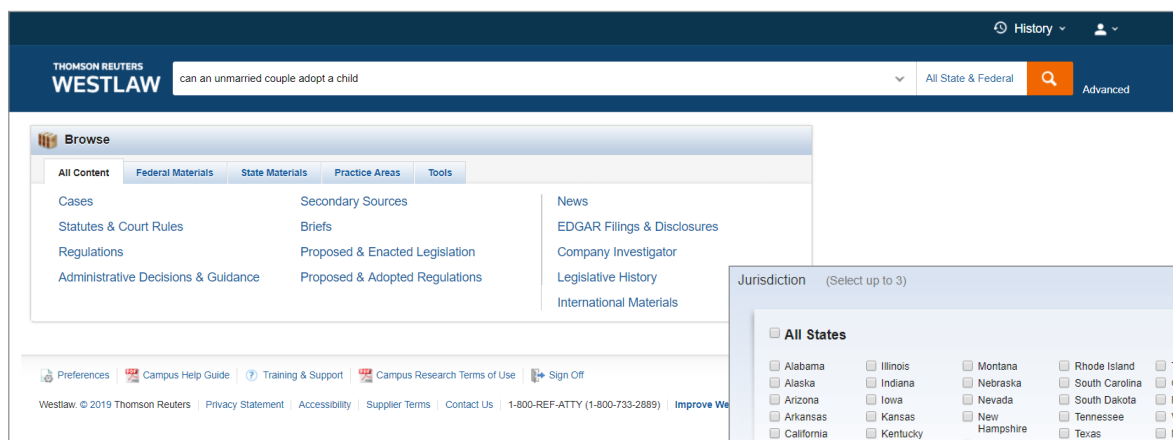 History
THOMSON REUTERS
WESTLAW
can an unmarried couple adopt a child
All State & Federal
Advanced
Browse
All Content Federal Materials State Materials Practice Areas Tools
Cases Secondary Sources News
Statutes & Court Rules Briefs EDGAR Filings & Disclosures
Regulations Proposed & Enacted Legislation Company Investigator
Administrative Decisions & Guidance Proposed & Adopted Regulations Legislative History
International Materials
Jurisdiction (Select up to 3)
All States
Alabama Illinois Montana Rhode Island
Alaska Indiana Nebraska South Carolina
Arizona Iowa Nevada South Dakota
Arkansas Kansas New Hampshire Tennessee
California Kentucky Texas
Preferences Campus Help Guide ? Training & Support Campus Research Terms of Use Sign Off
Westlaw. © 2019 Thomson Reuters Privacy Statement Accessibility Supplier Terms Contact Us 1-800-REF-ATTY (1-800-733-2889) Improve We